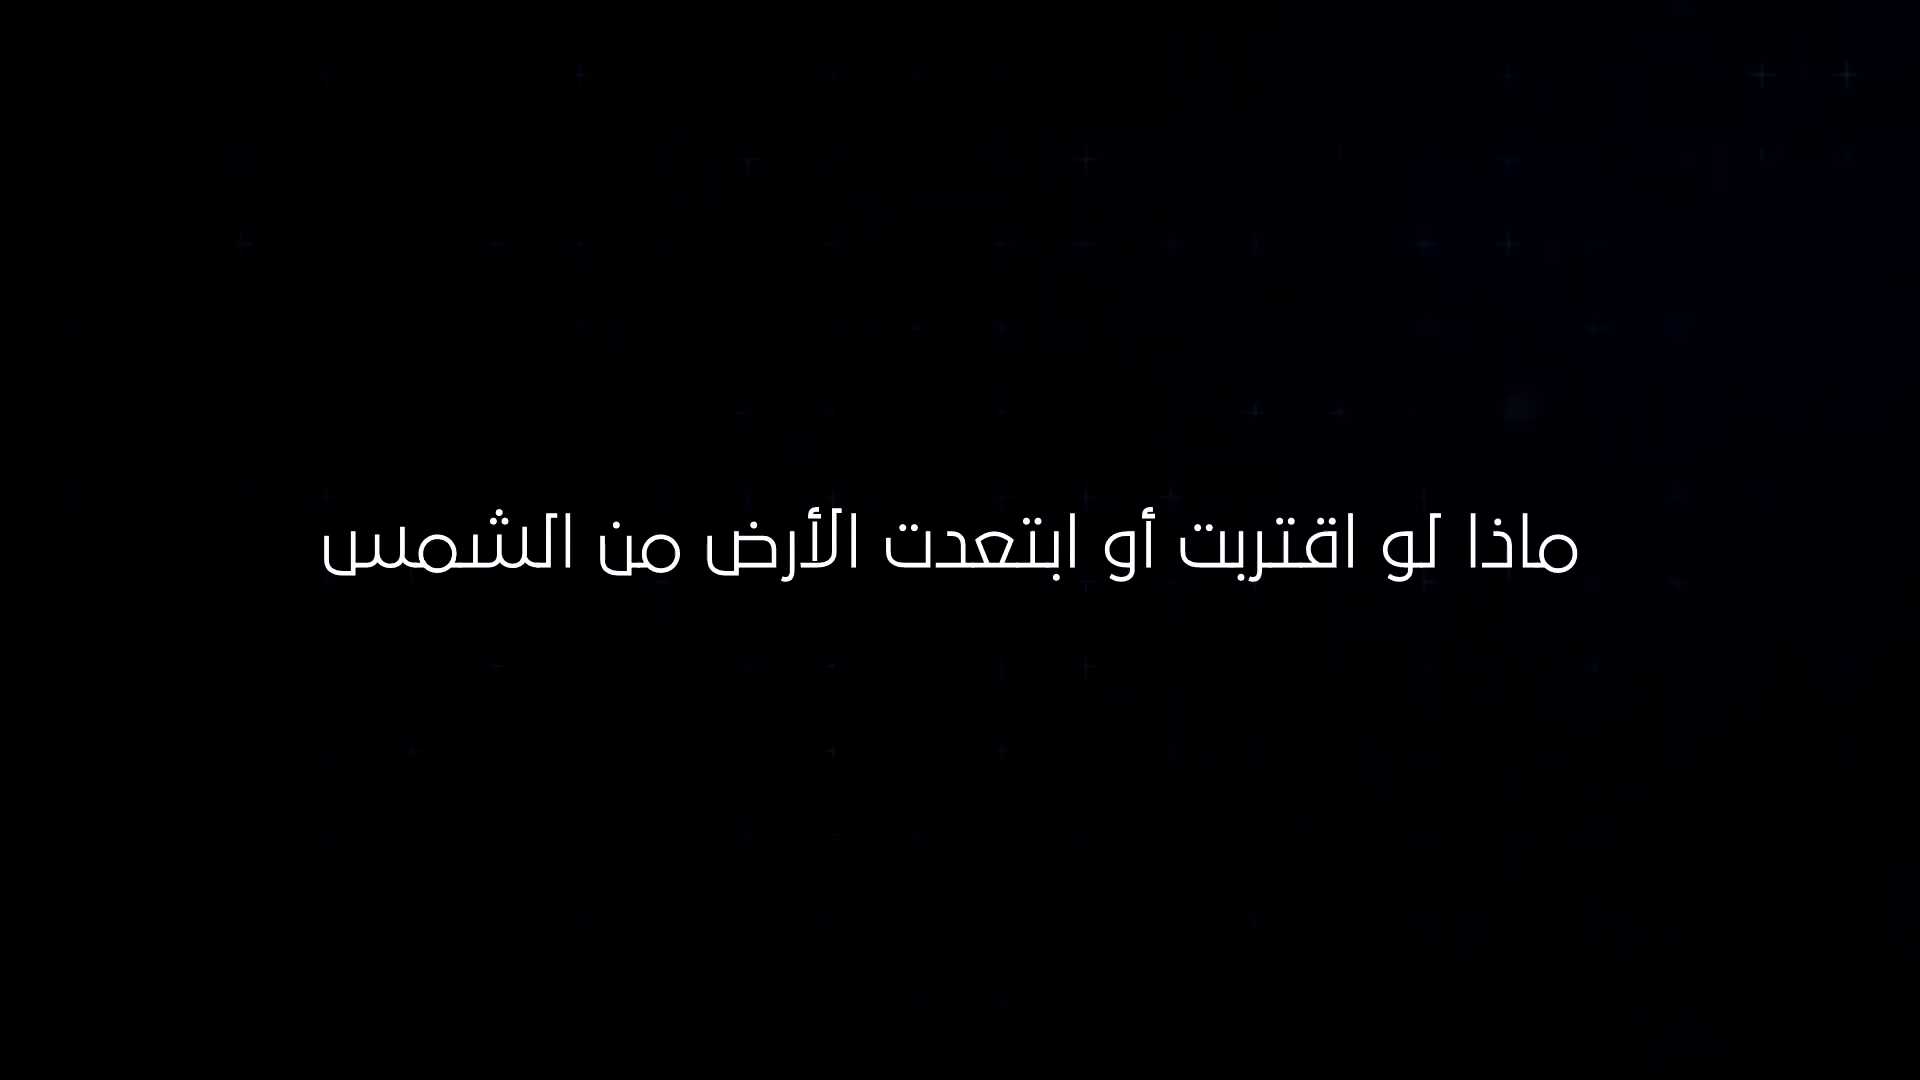 ماذا لو اقتربت أو ابتعدت الأرض من الشمس